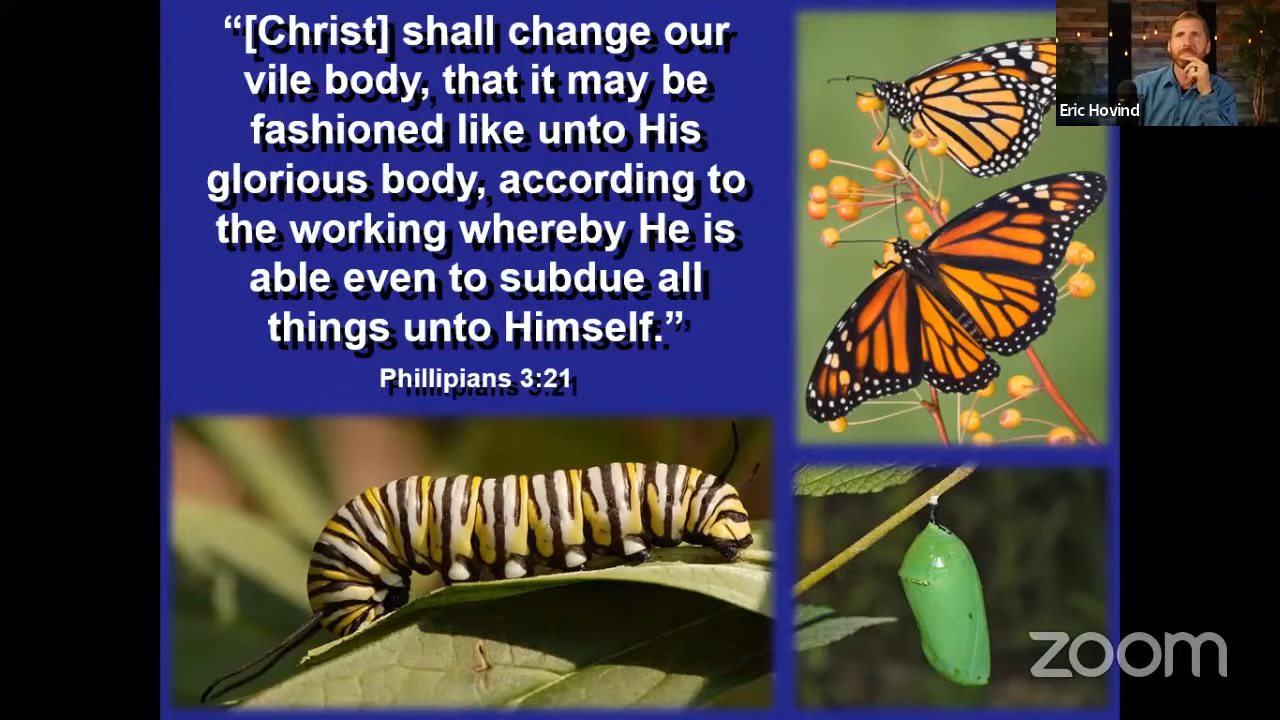 “[Christ] shall change our
vile body, that it may be
fashioned like unto His
glorious body, according to
the working whereby He is
able even to subdue all
things unto Himself.”
Phillipians 3:21
Eric Hovind
zoom